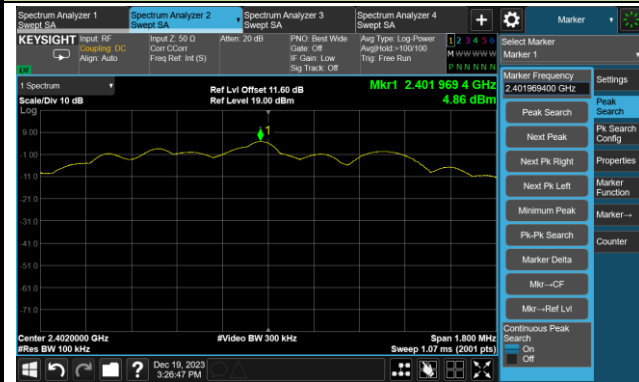 Spectrum Analyzer 1
Swept SA
Spectrum Analyzer 2
Swept SA
Spectrum Analyzer 3
Swept SA
Spectrum Analyzer 4
Swept SA
+
Marker
KEYSIGHT
Input: RF
Coupling: DC
Align: Auto
Input Z: 50 Ω
Corr CCorr
Freq Ref: Int (S)
Atten: 20 dB
PNO: Best Wide
Gate: Off
IF Gain: Low
Sig Track: Off
Avg Type: Log-Power
Avg|Hold:>100/100
Trig: Free Run
1 2 3 4 5 6
M W W W W W
P N N N N N
Select Marker
Marker 1
1 Spectrum
Scale/Div 10 dB
Log
Ref Lvl Offset 11.60 dB
Ref Level 19.00 dBm
Mkr1 2.401 969 4 GHz
4.86 dBm
1
9.00
-1.00
-11.0
-21.0
-31.0
-41.0
-51.0
-61.0
-71.0
Center 2.4020000 GHz
#Res BW 100 kHz
#Video BW 300 kHz
Span 1.800 MHz
Sweep 1.07 ms (2001 pts)
Marker Frequency
2.401969400 GHz
Peak Search
Next Peak
Next Pk Right
Next Pk Left
Minimum Peak
Pk-Pk Search
Marker Delta
Mkr→CF
Mkr→Ref Lvl
Continuous Peak
Search
On
Off
Settings
Peak
Search
Pk Search
Config
Properties
Marker
Function
Marker→
Counter
?
Dec 19, 2023
3:26:47 PM